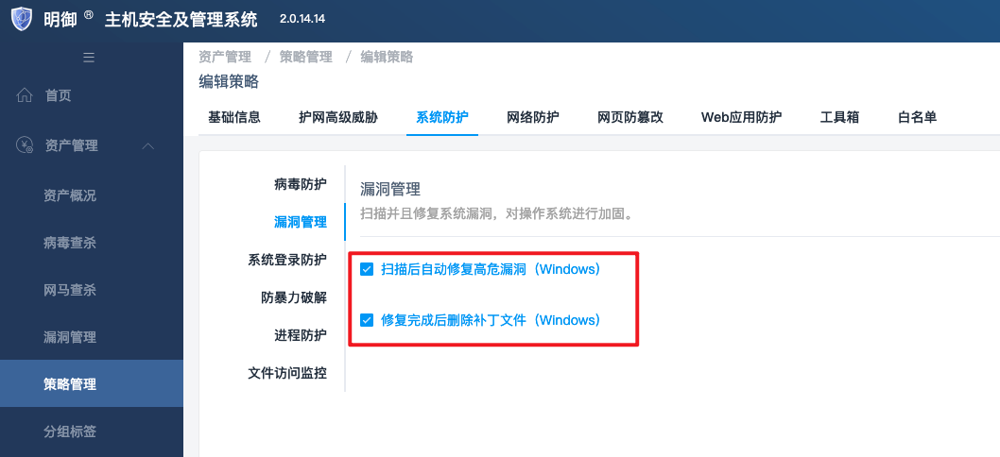 明御® 主机安全及管理系统 2.0.14.14
首页
资产管理
资产概况
病毒查杀
网马查杀
漏洞管理
策略管理
分组标签
资产管理 / 策略管理 / 编辑策略
编辑策略
基础信息 护网高级威胁 系统防护 网络防护 网页防篡改 Web应用防护 工具箱 白名单
病毒防护
漏洞管理
系统登录防护
防暴力破解
进程防护
文件访问监控
漏洞管理
扫描并且修复系统漏洞，对操作系统进行加固。
扫描后自动修复高危漏洞（Windows）
修复完成后删除补丁文件（Windows）